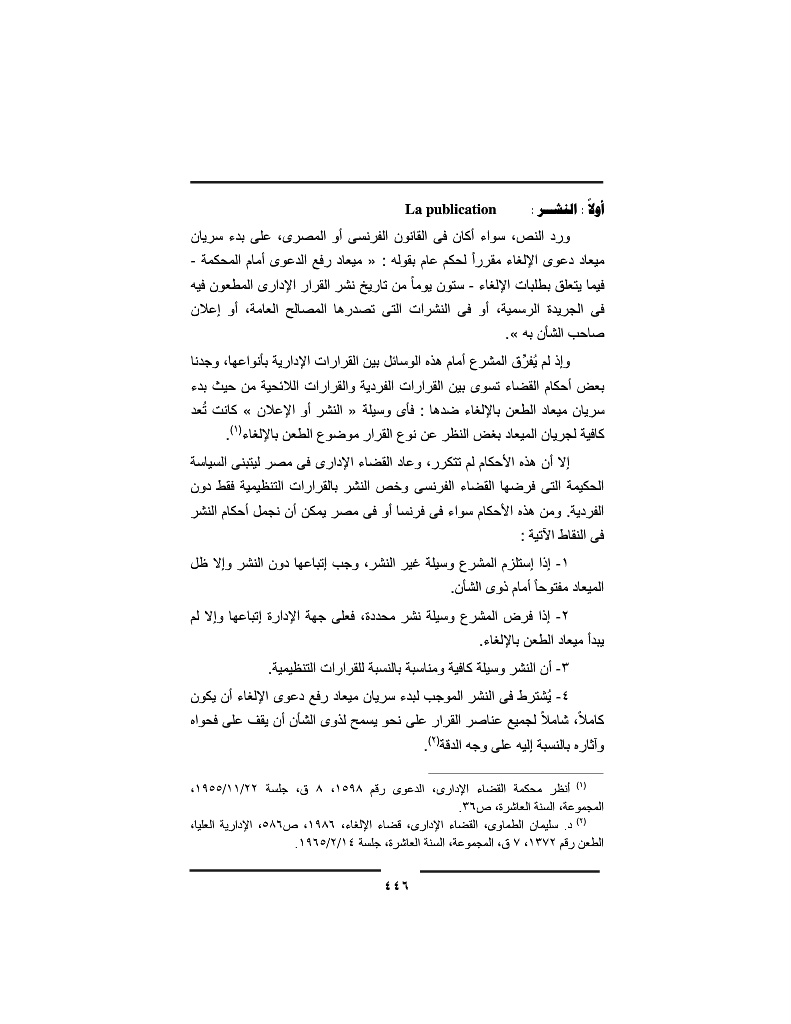 أولاً : النشـــر : La publication
ورد النص، سواء أكان فى القانون الفرنسى أو المصرى، على بدء سريان
ميعاد دعوى الإلغاء مقرراً لحكم عام بقوله : « ميعاد رفع الدعوى أمام المحكمة -
فيما يتعلق بطلبات الإلغاء - ستون يوماً من تاريخ نشر القرار الإدارى المطعون فيه
فى الجريدة الرسمية، أو فى النشرات التى تصدرها المصالح العامة، أو إعلان
صاحب الشأن به ».
وإذ لم يُفرِّق المشرع أمام هذه الوسائل بين القرارات الإدارية بأنواعها، وجدنا
بعض أحكام القضاء تسوى بين القرارات الفردية والقرارات اللائحية من حيث بدء
سريان ميعاد الطعن بالإلغاء ضدها : فأى وسيلة « النشر أو الإعلان » كانت تُعد
كافية لجريان الميعاد بغض النظر عن نوع القرار موضوع الطعن بالإلغاء(١).
إلا أن هذه الأحكام لم تتكرر، وعاد القضاء الإدارى فى مصر ليتبنى السياسة
الحكيمة التى فرضها القضاء الفرنسى وخص النشر بالقرارات التنظيمية فقط دون
الفردية. ومن هذه الأحكام سواء فى فرنسا أو فى مصر يمكن أن نجمل أحكام النشر
فى النقاط الآتية :
١- إذا إستلزم المشرع وسيلة غير النشر، وجب إتباعها دون النشر وإلا ظل
الميعاد مفتوحاً أمام ذوى الشأن.
٢- إذا فرض المشرع وسيلة نشر محددة، فعلى جهة الإدارة إتباعها وإلا لم
يبدأ ميعاد الطعن بالإلغاء.
٣- أن النشر وسيلة كافية ومناسبة بالنسبة للقرارات التنظيمية.
٤- يُشترط فى النشر الموجب لبدء سريان ميعاد رفع دعوى الإلغاء أن يكون
كاملاً، شاملاً لجميع عناصر القرار على نحو يسمح لذوى الشأن أن يقف على فحواه
وآثاره بالنسبة إليه على وجه الدقة(٢).
(١) أنظر محكمة القضاء الإدارى، الدعوى رقم ١٥٩٨، ٨ ق، جلسة ١٩٥٥/١١/٢٢،
المجموعة، السنة العاشرة، ص٣٦.
(٢) د. سليمان الطماوى، القضاء الإدارى، قضاء الإلغاء، ١٩٨٦، ص٥٨٦، الإدارية العليا،
الطعن رقم ١٣٧٢، ٧ ق، المجموعة، السنة العاشرة، جلسة ١٩٦٥/٢/١٤.
٤٤٦